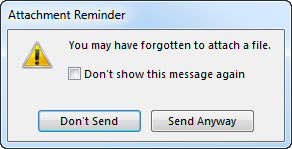 Attachment Reminder
You may have forgotten to attach a file.
Don't show this message again
Don't Send
Send Anyway